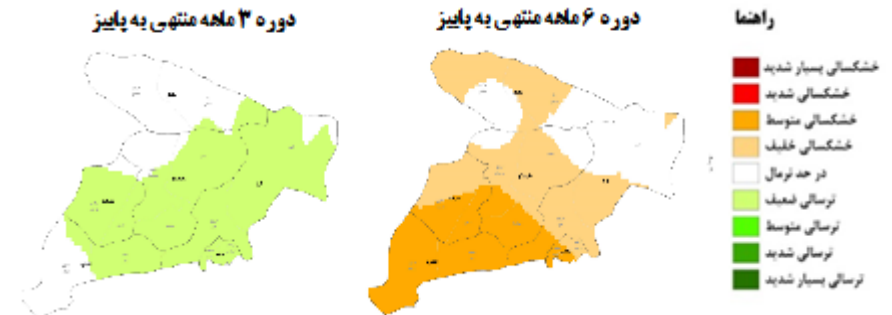 دوره ۳ ماهه منتهی به پاییز
دوره ۶ ماهه منتهی به پاییز
راهنما
خشکسالی بسیار شدید
خشکسالی شدید
خشکسالی متوسط
خشکسالی خفیف
در حد نرمال
ترسالی ضعیف
ترسالی متوسط
ترسالی شدید
ترسالی بسیار شدید